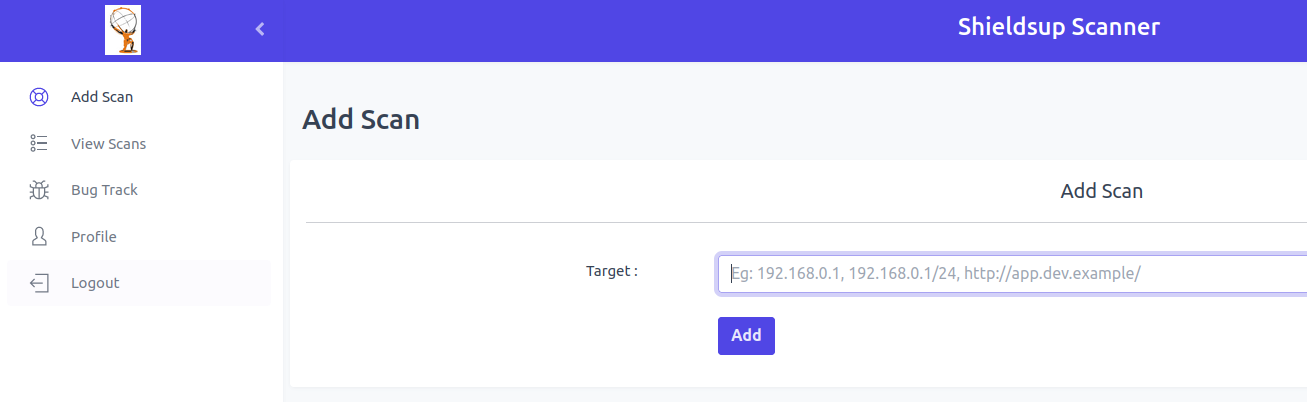 Shieldsup Scanner
Add Scan
View Scans
Bug Track
Profile
Logout
Add Scan
Add Scan
Target :
Eg: 192.168.0.1, 192.168.0.1/24, http://app.dev.example/
Add